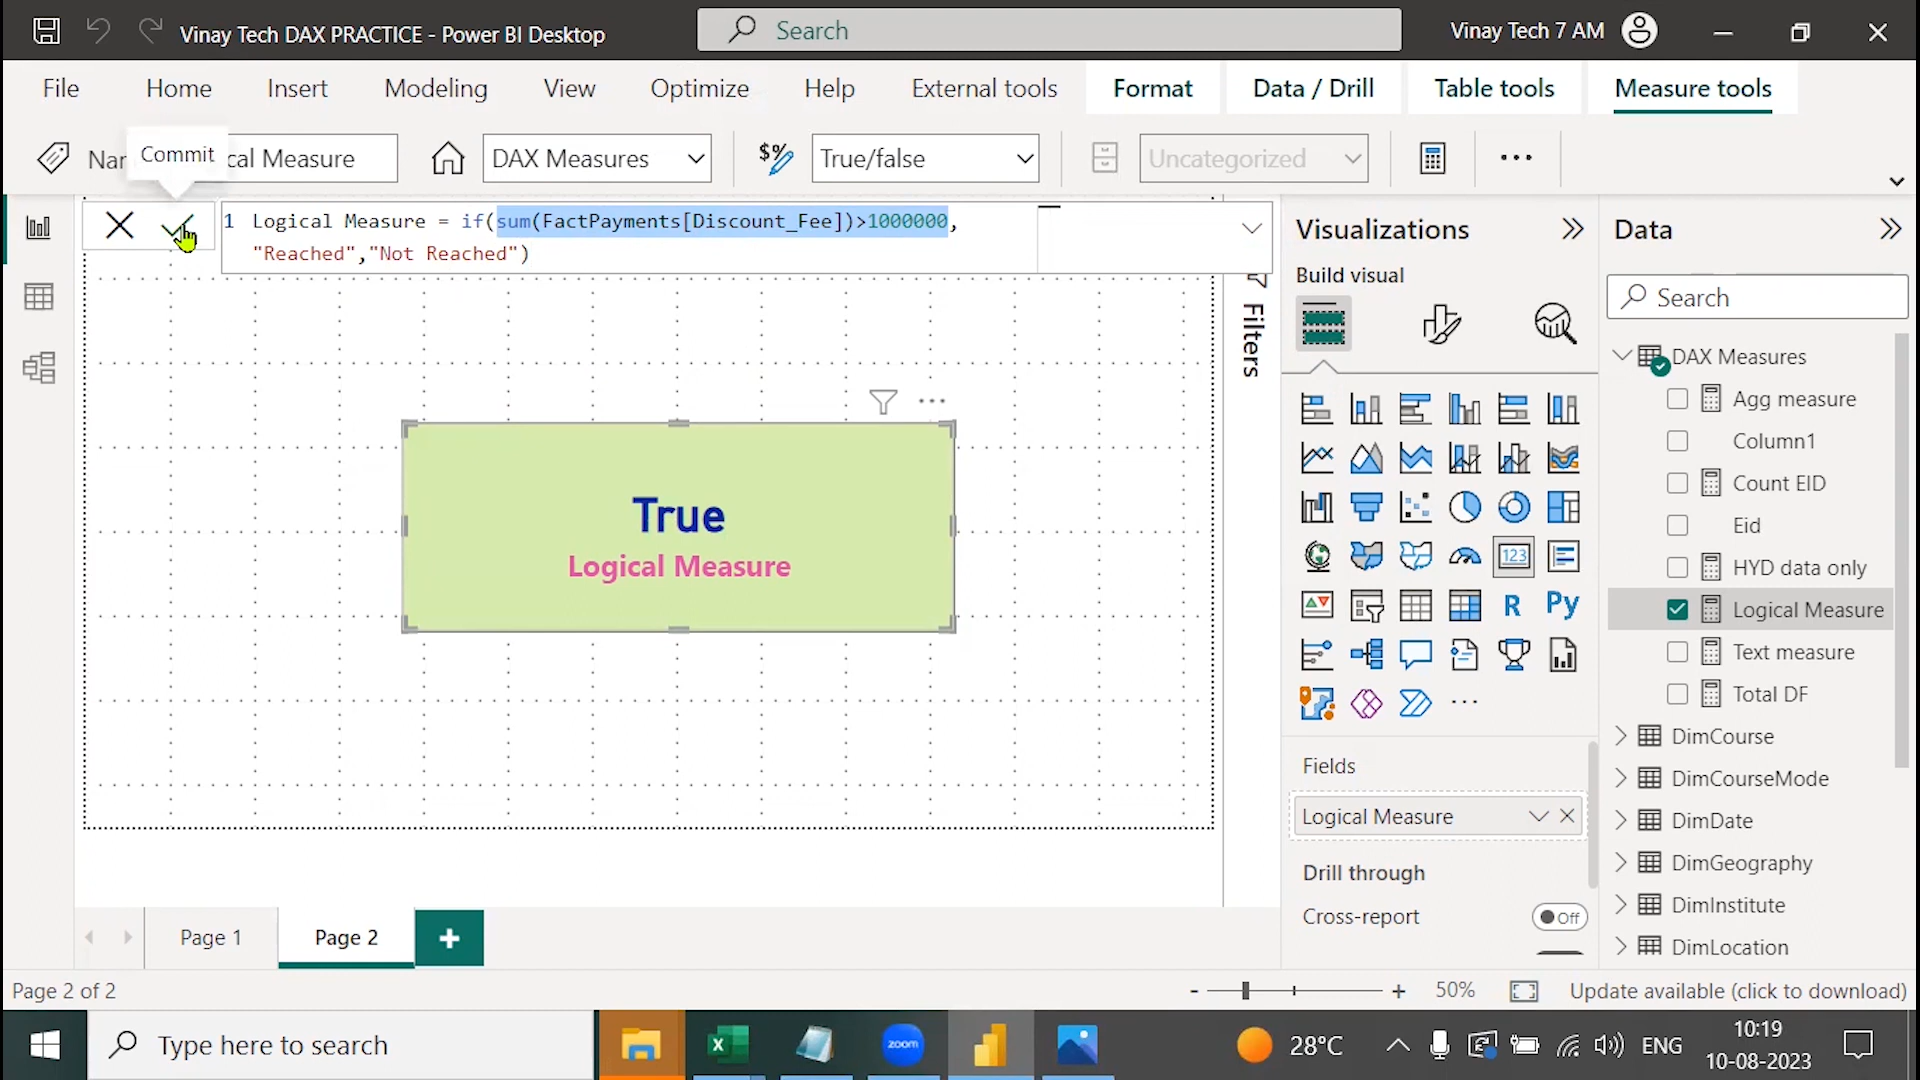 Vinay Tech DAX PRACTICE - Power BI Desktop
Search
Vinay Tech 7 AM
File
Home
Insert
Modeling
View
Optimize
Help
External tools
Format
Data / Drill
Table tools
Measure tools
Commit
cal Measure
DAX Measures
$%
True/false
Uncategorized
1 Logical Measure = if(sum(FactPayments[Discount_Fee])>1000000,
"Reached","Not Reached")
Filters
True
Logical Measure
Visualizations
Build visual
123
R
Py
Fields
Logical Measure
Drill through
Cross-report
Off
Data
Search
DAX Measures
Agg measure
Column1
Count EID
Eid
HYD data only
Logical Measure
Text measure
Total DF
DimCourse
DimCourseMode
DimDate
DimGeography
DimInstitute
DimLocation
Page 1
Page 2
Page 2 of 2
- + 50%
Update available (click to download)
Type here to search
zoom
28°C
ENG
10:19
10-08-2023